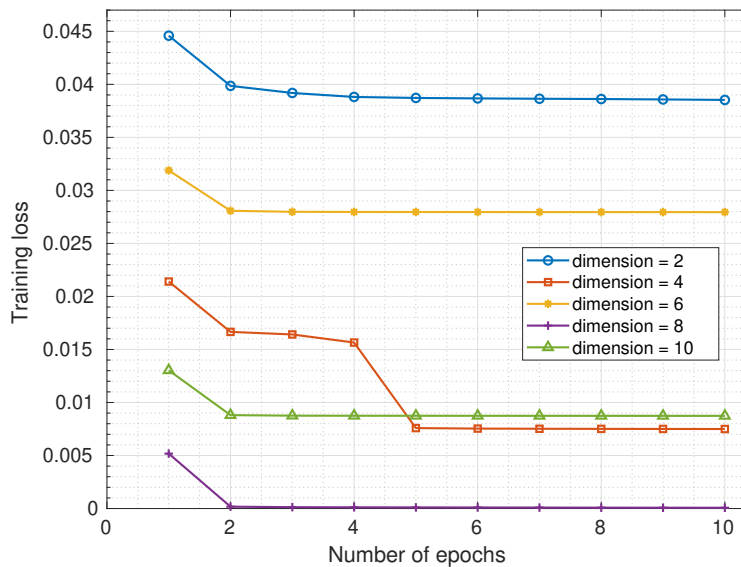 0.045
0.04
0.035
0.03
0.025
0.02
0.015
0.01
0.005
0
Training loss
dimension = 2
dimension = 4
dimension = 6
dimension = 8
dimension = 10
0 2 4 6 8 10
Number of epochs